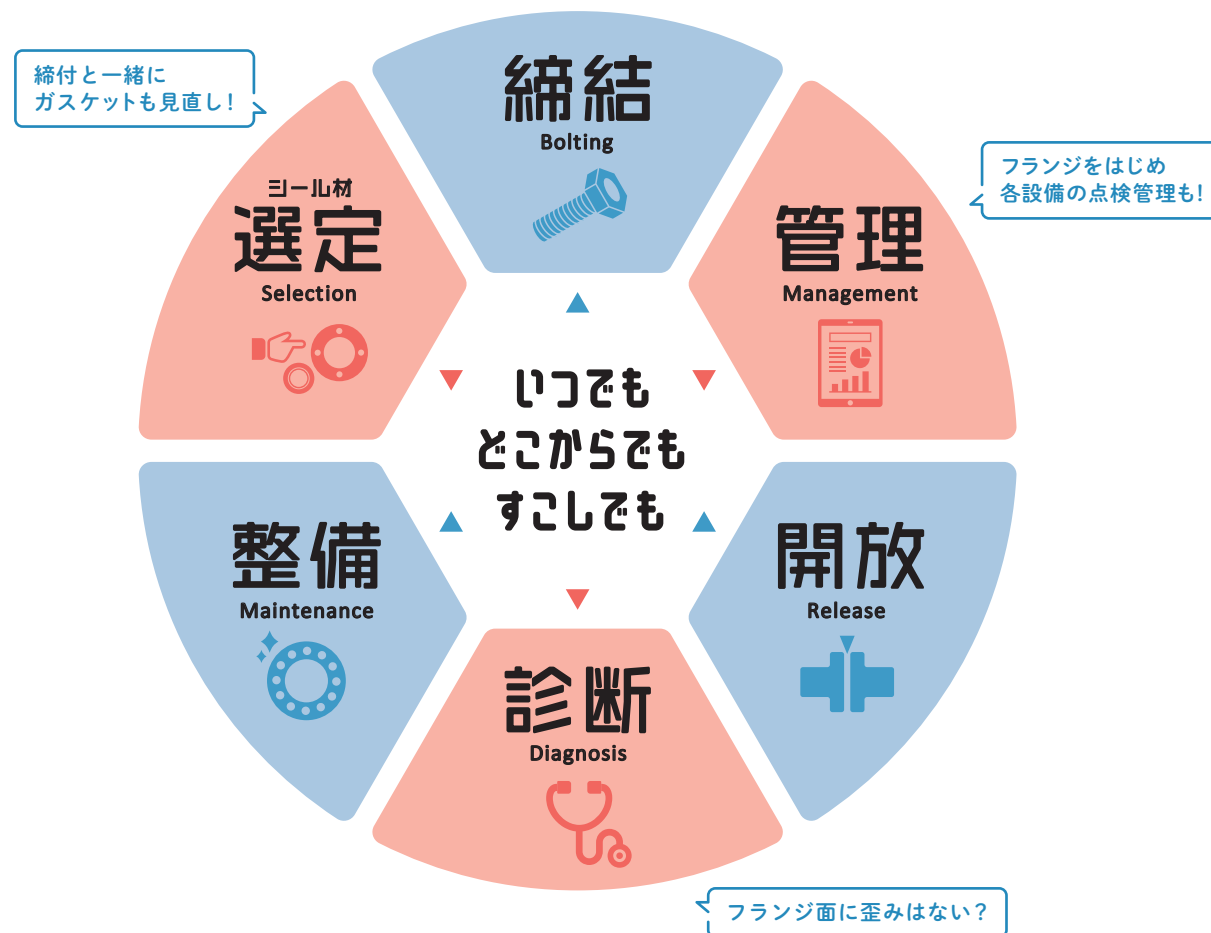 締付と一緒に
ガスケットも見直し!
締結
Bolting
フランジをはじめ
各設備の点検管理も!
シール材
選定
Selection
管理
Management
いつでも
どこからでも
すこしでも
整備
Maintenance
開放
Release
診断
Diagnosis
フランジ面に歪みはない?